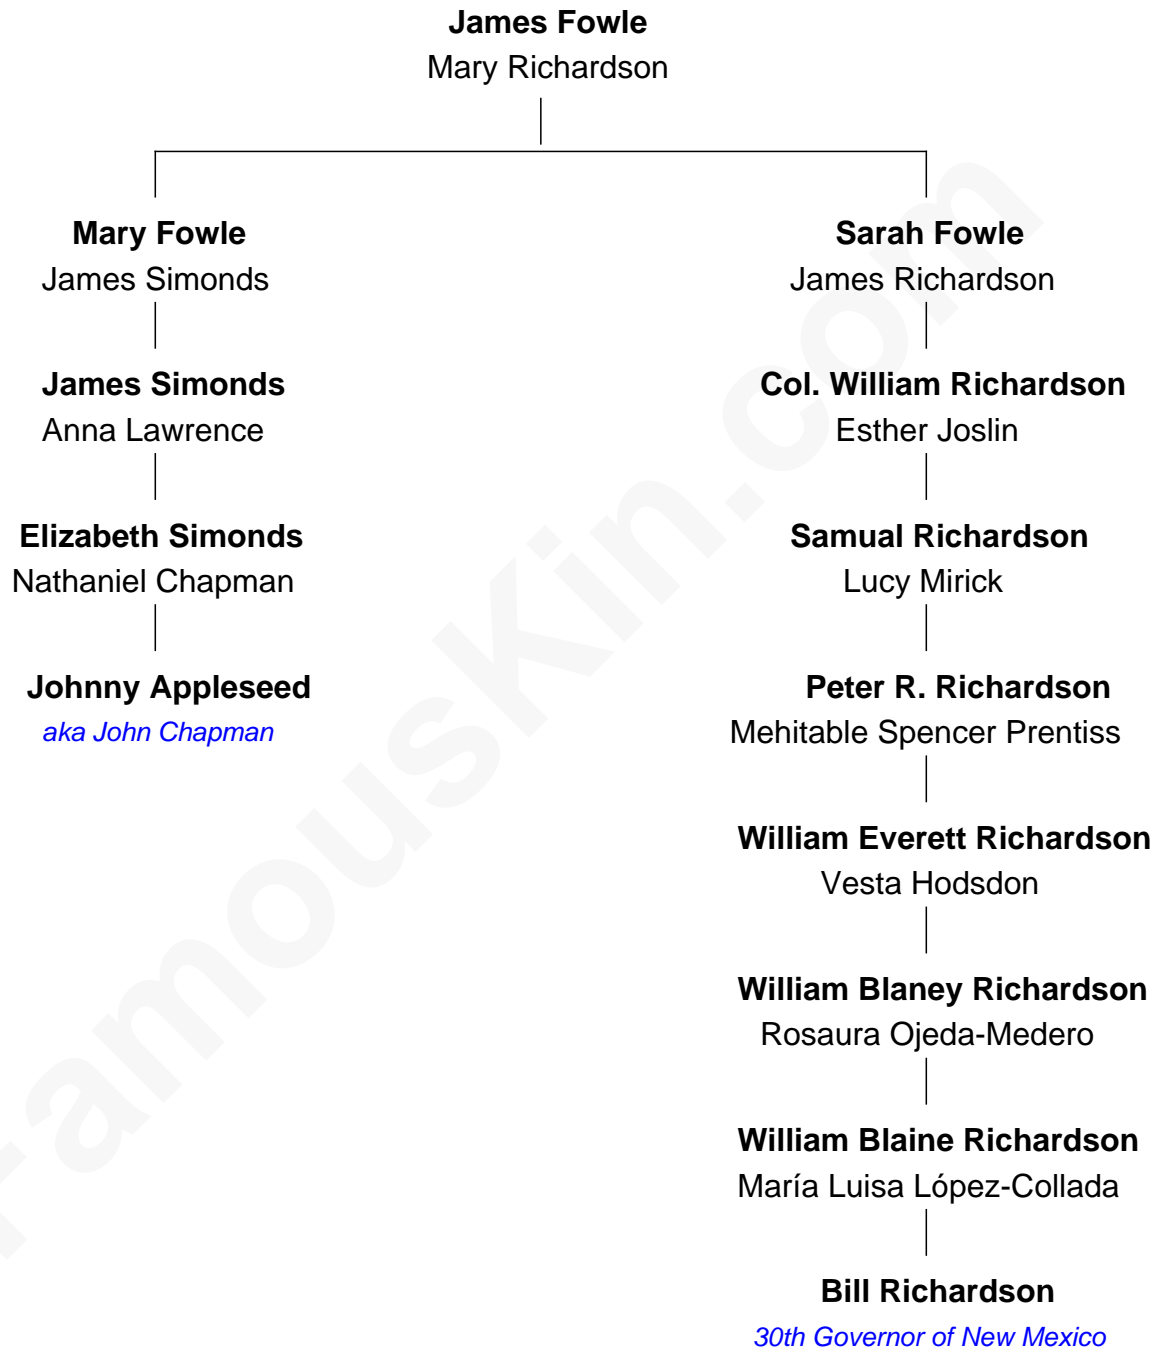 James Fowle
Mary Richardson
Mary Fowle
James Simonds
James Simonds
Anna Lawrence
Elizabeth Simonds
Nathaniel Chapman
Johnny Appleseed
aka John Chapman
Sarah Fowle
James Richardson
Col. William Richardson
Esther Joslin
Samual Richardson
Lucy Mirick
Peter R. Richardson
Mehitable Spencer Prentiss
William Everett Richardson
Vesta Hodsdon
William Blaney Richardson
Rosaura Ojeda-Medero
William Blaine Richardson
María Luisa López-Collada
Bill Richardson
30th Governor of New Mexico
FamousKin.com